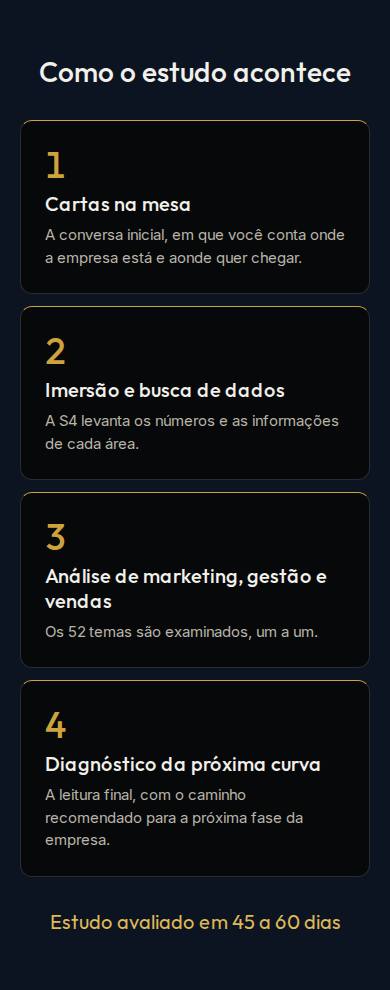 Como o estudo acontece
1
Cartas na mesa
A conversa inicial, em que você conta onde
a empresa está e aonde quer chegar.
2
Imersão e busca de dados
A S4 levanta os números e as informações
de cada área.
3
Análise de marketing, gestão e
vendas
Os 52 temas são examinados, um a um.
4
Diagnóstico da próxima curva
A leitura final, com o caminho
recomendado para a próxima fase da
empresa.
Estudo avaliado em 45 a 60 dias